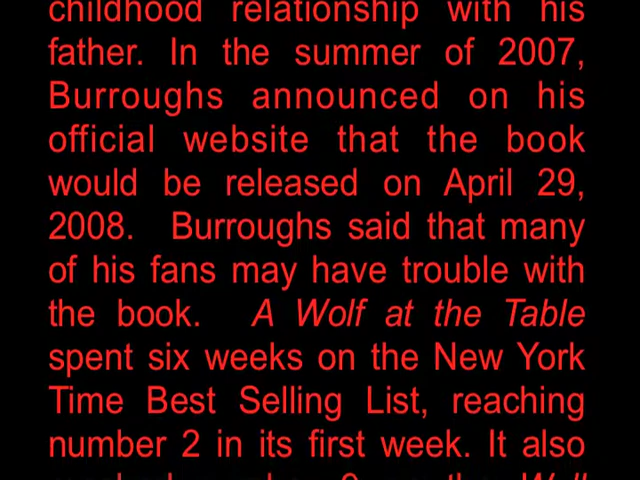 childhood relationship with his
father. In the summer of 2007,
Burroughs announced on his
official website that the book
would be released on April 29,
2008. Burroughs said that many
of his fans may have trouble with
the book. A Wolf at the Table
spent six weeks on the New York
Time Best Selling List, reaching
number 2 in its first week. It also